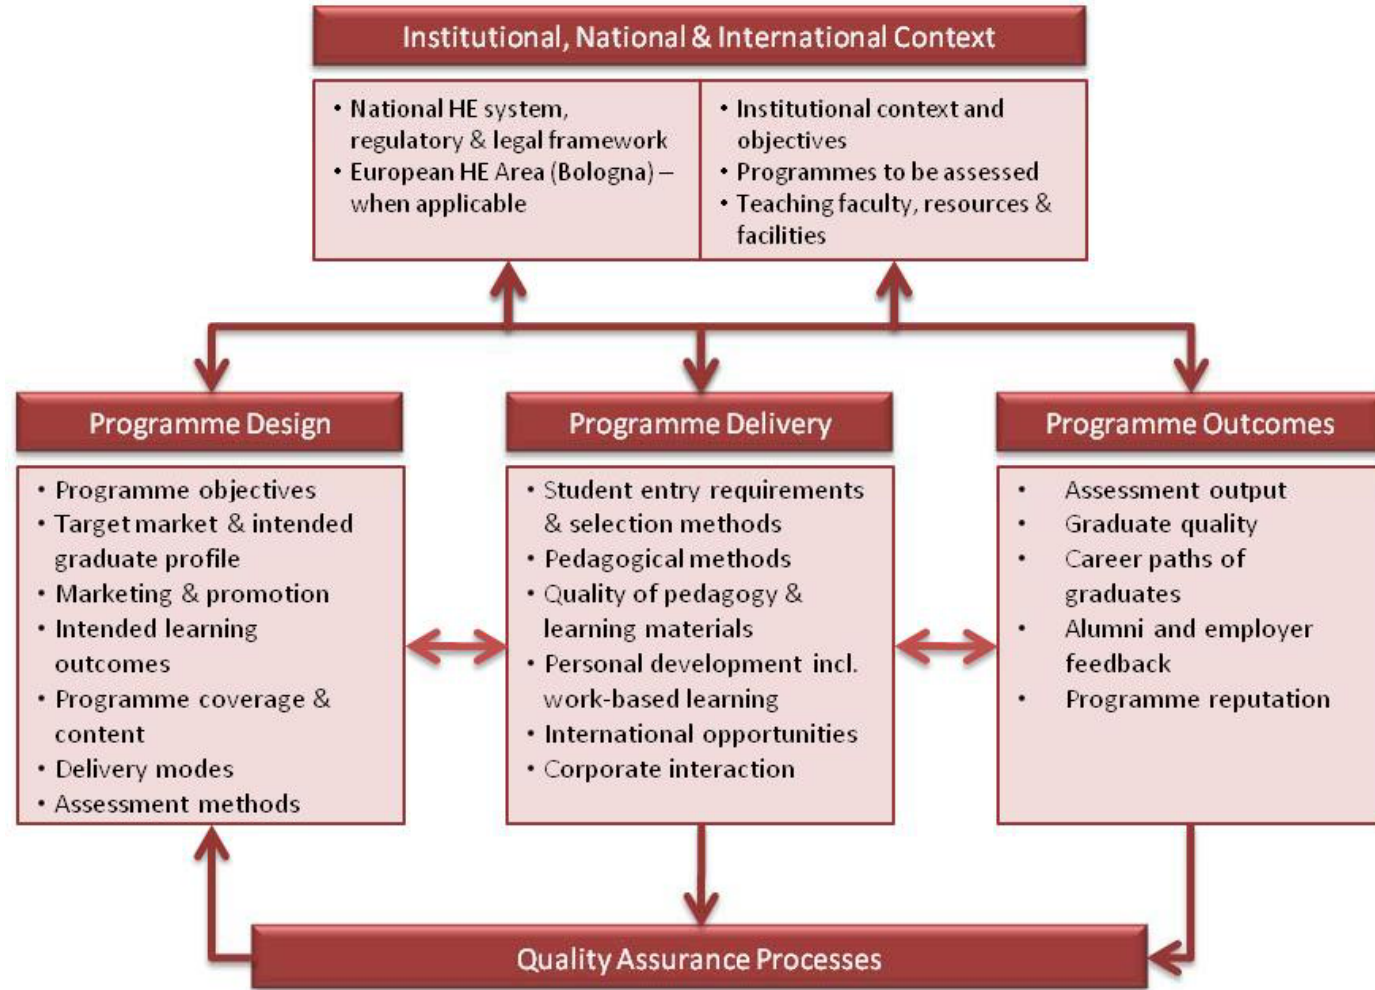 Institutional, National & International Context
• National HE system,
regulatory & legal framework
• European HE Area (Bologna) –
when applicable
• Institutional context and
objectives
• Programmes to be assessed
• Teaching faculty, resources &
facilities
Programme Design
• Programme objectives
• Target market & intended
graduate profile
• Marketing & promotion
• Intended learning
outcomes
• Programme coverage &
content
• Delivery modes
• Assessment methods
Programme Delivery
• Student entry requirements
& selection methods
• Pedagogical methods
• Quality of pedagogy &
learning materials
• Personal development incl.
work-based learning
• International opportunities
• Corporate interaction
Programme Outcomes
• Assessment output
• Graduate quality
• Career paths of
graduates
• Alumni and employer
feedback
• Programme reputation
Quality Assurance Processes